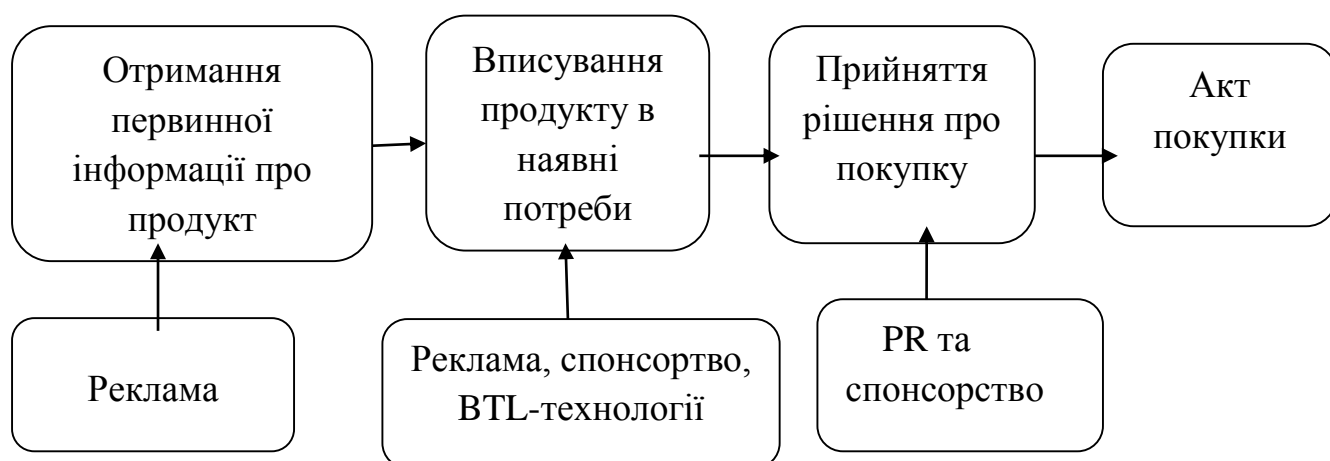 Отримання
первинної
інформації про
продукт
Вписування
продукту в
наявні
потреби
Прийняття
рішення про
покупку
Акт
покупки
Реклама
Реклама, спонсортво,
BTL-технології
PR та
спонсорство